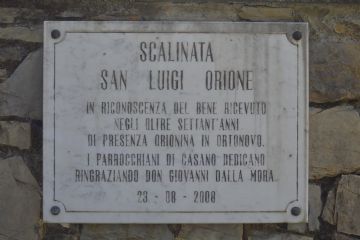 SCALINATA
SAN LUIGI ORIONE
IN RICONOSCENZA DEL BENE RICEVUTO
NEGLI OLTRE SETTANT'ANNI
DI PRESENZA ORIONINA IN ORTONOVO.
I PARROCCHIANI DI CASANO DEDICANO
RINGRAZIANDO DON GIOVANNI DALLA MORA.
23 - 08 - 2008